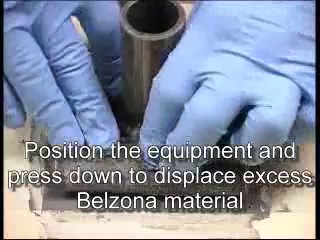 Position the equipment and
press down to displace excess
Belzona material